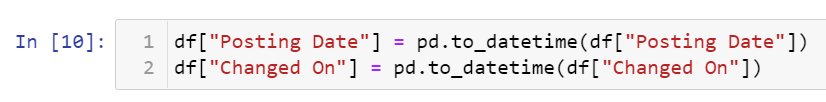 In [10]:
1 df["Posting Date"] = pd.to_datetime(df["Posting Date"])
2 df["Changed On"] = pd.to_datetime(df["Changed On"])